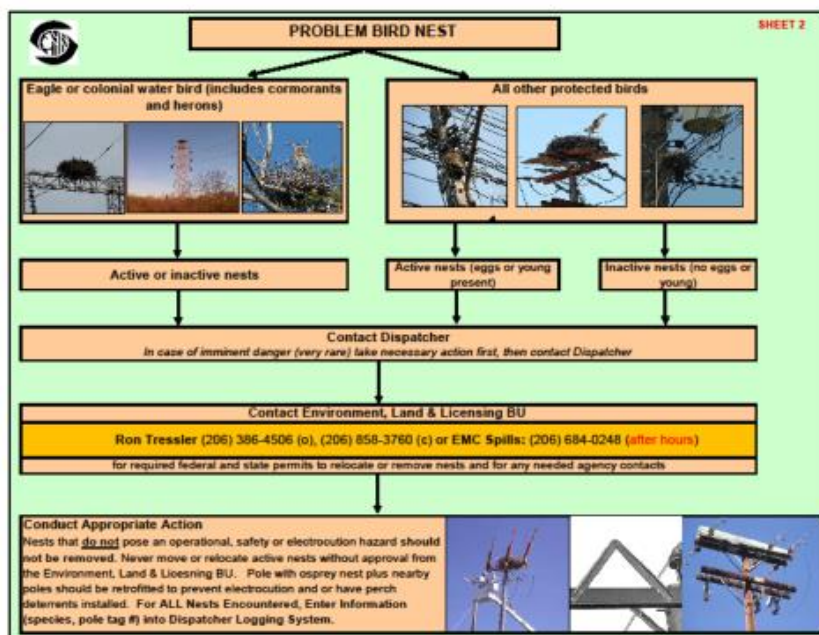 PROBLEM BIRD NEST
SHEET 2
Eagle or colonial water bird (includes cormorants
and herons)
All other protected birds
Active or inactive nests
Active nests (eggs or young
present)
Inactive nests (no eggs or
young)
Contact Dispatcher
In case of imminent danger (very rare) take necessary action first, then contact Dispatcher
Contact Environment, Land & Licensing BU
Ron Tressler (206) 386-4506 (o), (206) 858-3760 (c) or EMC Spills: (206) 684-0248 (after hours)
for required federal and state permits to relocate or remove nests and for any needed agency contacts
Conduct Appropriate Action
Nests that do not pose an operational, safety or electrocution hazard should
not be removed. Never move or relocate active nests without approval from
the Environment, Land & Licesning BU. Pole with osprey nest plus nearby
poles should be retrofitted to prevent electrocution and or have perch
deterrents installed. For ALL Nests Encountered, Enter Information
(species, pole tag #) into Dispatcher Logging System.